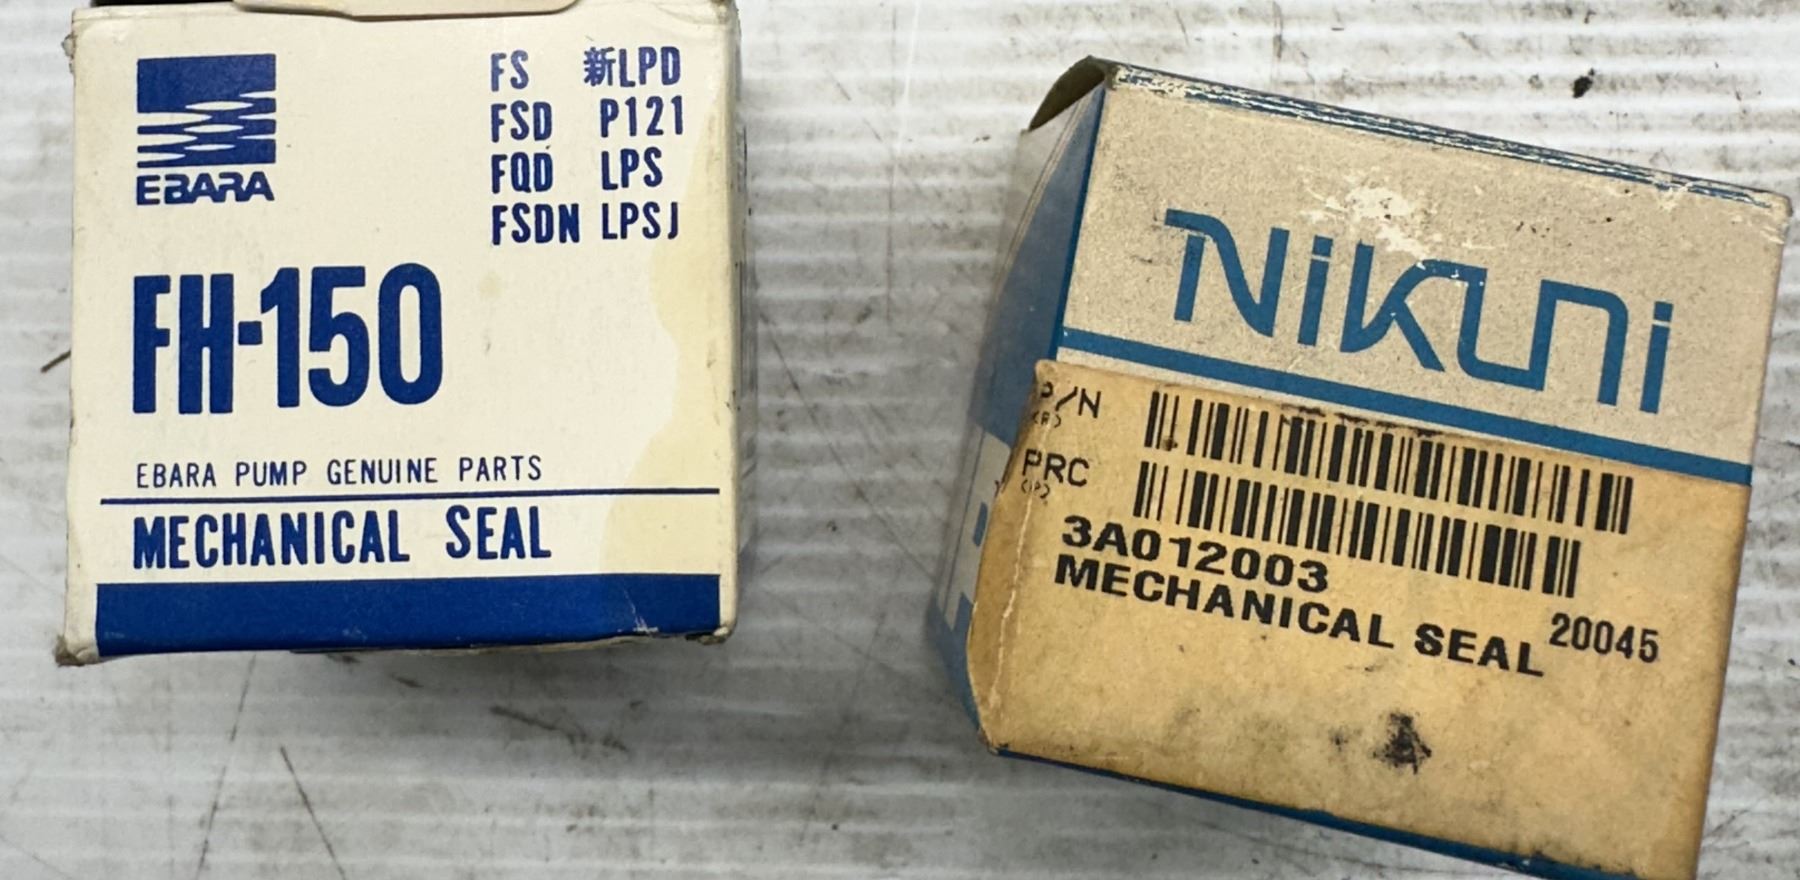 EBARA
FS 新LPD
FSD P121
FQD LPS
FSDN LPSJ
FH-150
EBARA PUMP GENUINE PARTS
MECHANICAL SEAL
NiKUNi
P/N
PRC
3A012003
MECHANICAL SEAL
20045